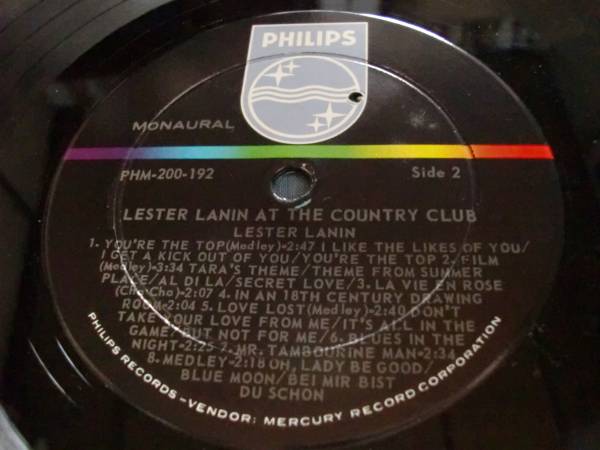 PHILIPS
MONAURAL
PHM-200-192 Side 2
LESTER LANIN AT THE COUNTRY CLUB
LESTER LANIN
1. YOU'RE THE TOP(Medley)-2:47 I LIKE THE LIKES OF YOU/
I GET A KICK OUT OF YOU/YOU'RE THE TOP 2. FILM
(Medley)-3:34 TARA'S THEME/THEME FROM SUMMER
PLACE/AL DI LA/SECRET LOVE/3. LA VIE EN ROSE
(Cha Cha)-2:07 4. IN AN 18TH CENTURY DRAWING
ROOM-2:04 5. LOVE LOST(Medley)-2:40 DON'T
TAKE YOUR LOVE FROM ME/IT'S ALL IN THE
GAME/BUT NOT FOR ME/6. BLUES IN THE
NIGHT-2:25 7. MR. TAMBOURINE MAN-2:34
8. MEDLEY-2:18 OH, LADY BE GOOD/
BLUE MOON/BEI MIR BIST
DU SCHON
PHILIPS RECORDS-VENDOR: MERCURY RECORD CORPORATION